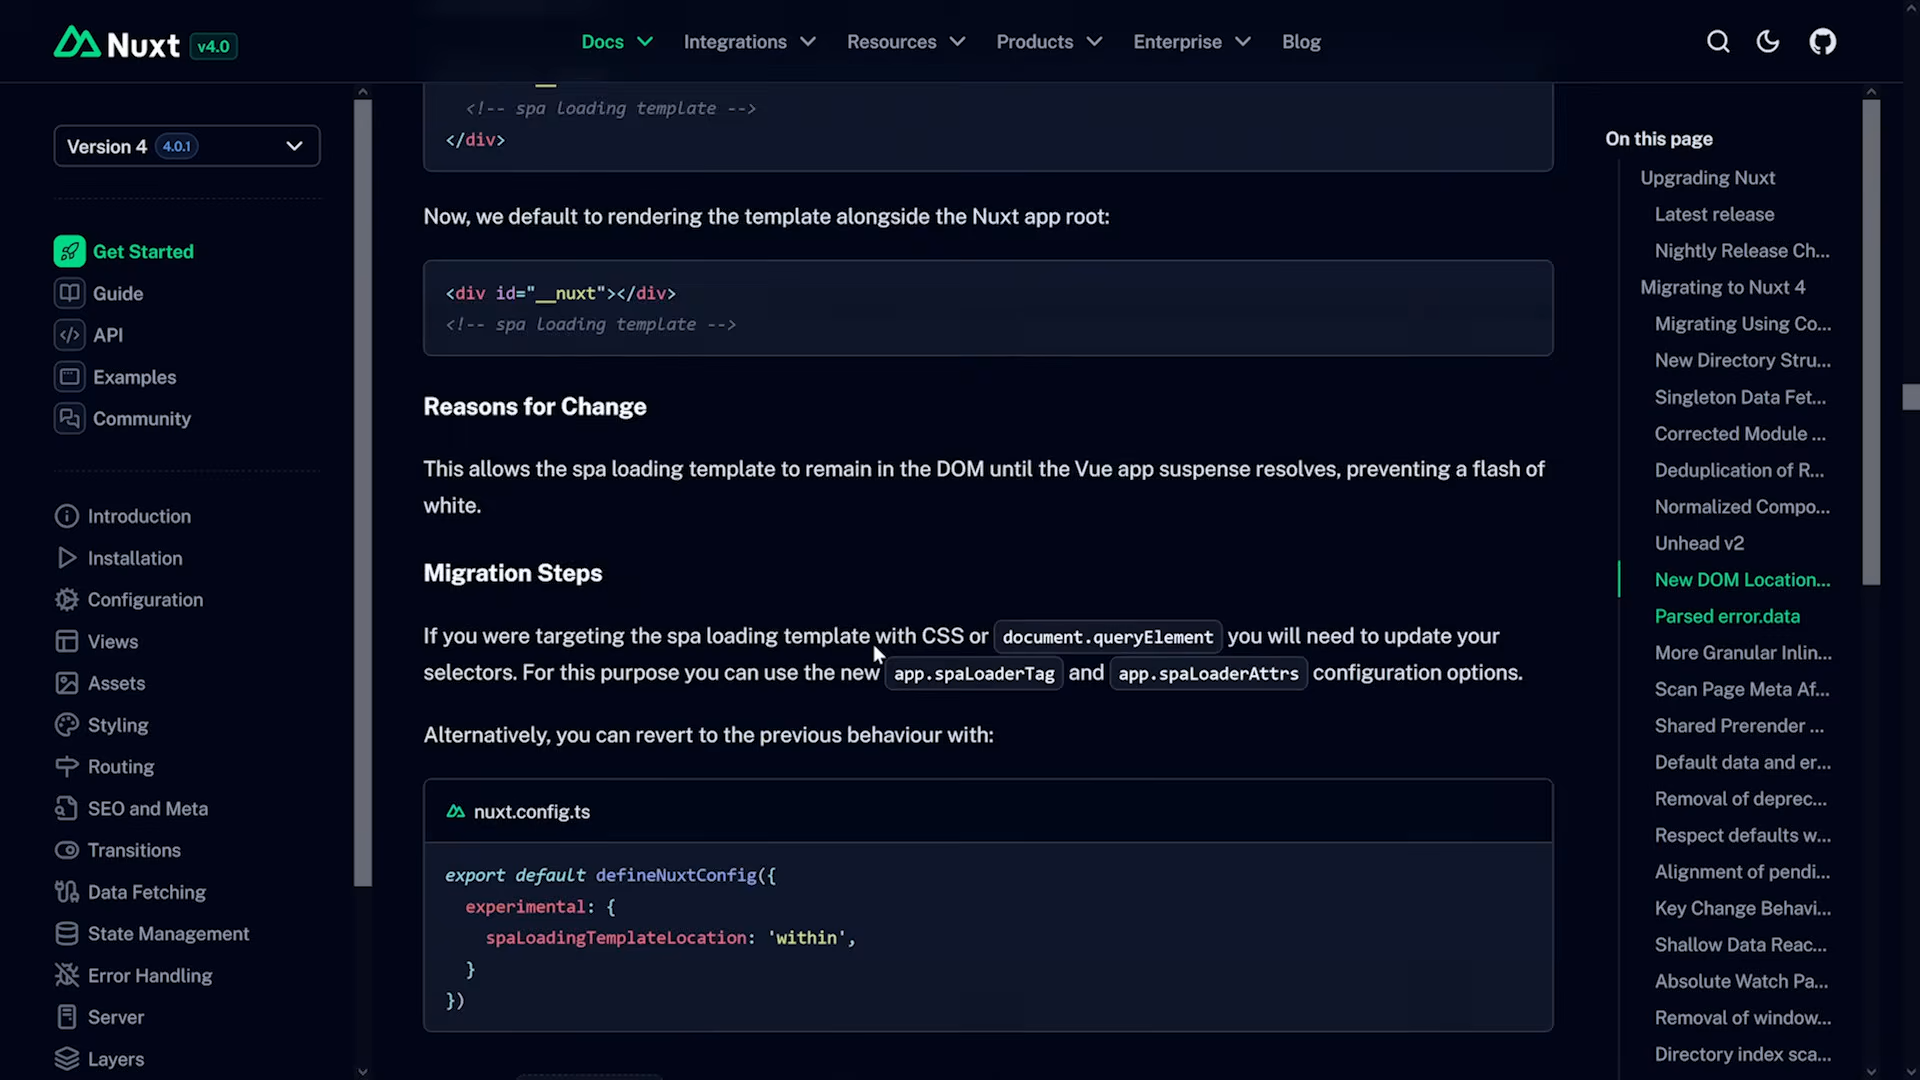 Nuxt v4.0
Docs
Integrations
Resources
Products
Enterprise
Blog
Version 4 4.0.1
Get Started
Guide
API
Examples
Community
Introduction
Installation
Configuration
Views
Assets
Styling
Routing
SEO and Meta
Transitions
Data Fetching
State Management
Error Handling
Server
Layers
<!-- spa loading template -->
</div>
Now, we default to rendering the template alongside the Nuxt app root:
<div id="__nuxt"></div>
<!-- spa loading template -->
Reasons for Change
This allows the spa loading template to remain in the DOM until the Vue app suspense resolves, preventing a flash of
white.
Migration Steps
If you were targeting the spa loading template with CSS or document.queryElement you will need to update your
selectors. For this purpose you can use the new app.spaLoaderTag and app.spaLoaderAttrs configuration options.
Alternatively, you can revert to the previous behaviour with:
nuxt.config.ts
export default defineNuxtConfig({
experimental: {
spaLoadingTemplateLocation: 'within',
}
})
On this page
Upgrading Nuxt
Latest release
Nightly Release Ch...
Migrating to Nuxt 4
Migrating Using Co...
New Directory Stru...
Singleton Data Fet...
Corrected Module ...
Deduplication of R...
Normalized Compo...
Unhead v2
New DOM Location...
Parsed error.data
More Granular Inlin...
Scan Page Meta Af...
Shared Prerender ...
Default data and er...
Removal of deprec...
Respect defaults w...
Alignment of pendi...
Key Change Behavi...
Shallow Data Reac...
Absolute Watch Pa...
Removal of window...
Directory index sca...